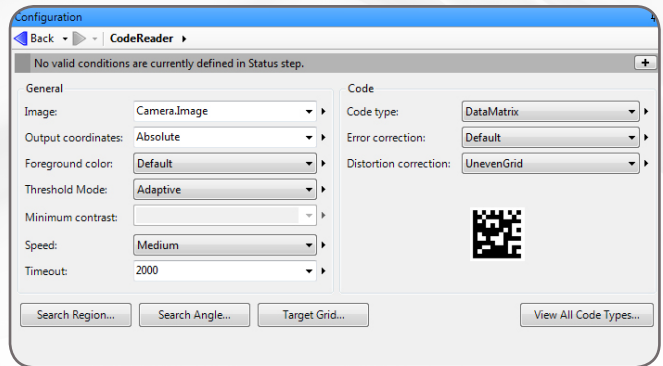 Configuration
Back CodeReader
No valid conditions are currently defined in Status step.
General
Image: Camera.Image
Output coordinates: Absolute
Foreground color: Default
Threshold Mode: Adaptive
Minimum contrast:
Speed: Medium
Timeout: 2000
Code
Code type: DataMatrix
Error correction: Default
Distortion correction: UnevenGrid
Search Region... Search Angle... Target Grid... View All Code Types...